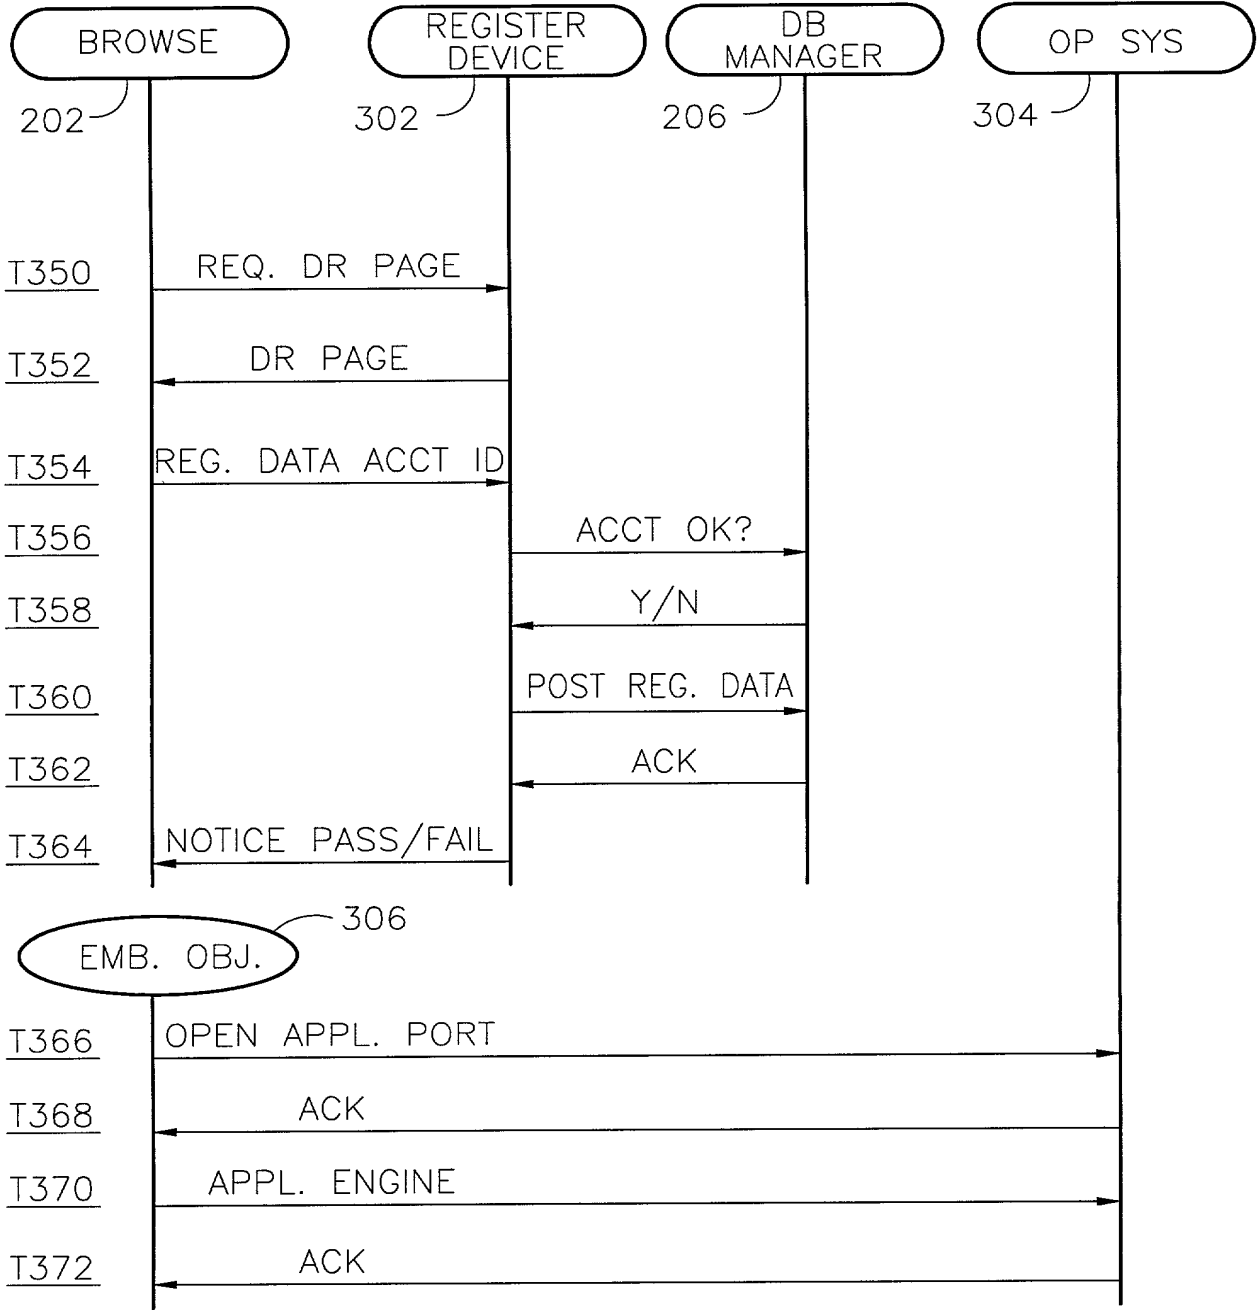 BROWSE
REGISTER
DEVICE
DB
MANAGER
OP SYS
202
302
206
304
T350
REQ. DR PAGE
T352
DR PAGE
T354
REG. DATA ACCT ID
T356
ACCT OK?
T358
Y/N
T360
POST REG. DATA
T362
ACK
T364
NOTICE PASS/FAIL
306
EMB. OBJ.
T366
OPEN APPL. PORT
T368
ACK
T370
APPL. ENGINE
T372
ACK